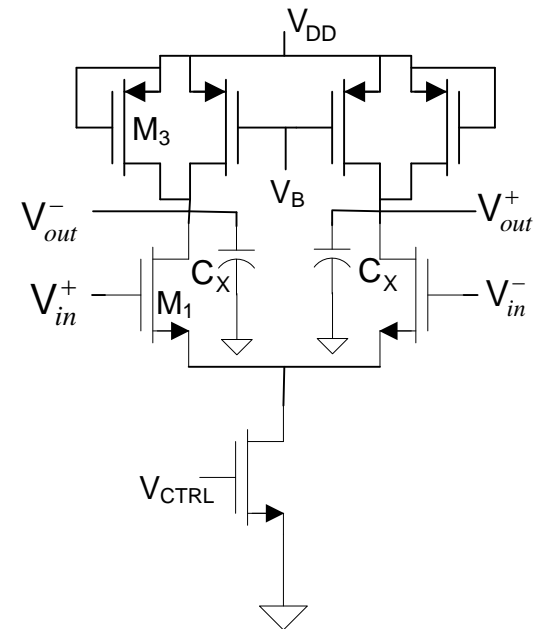 V_DD
M_3
V_B
V_out^-
V_out^+
C_X
C_X
V_in^+
M_1
V_in^-
V_CTRL